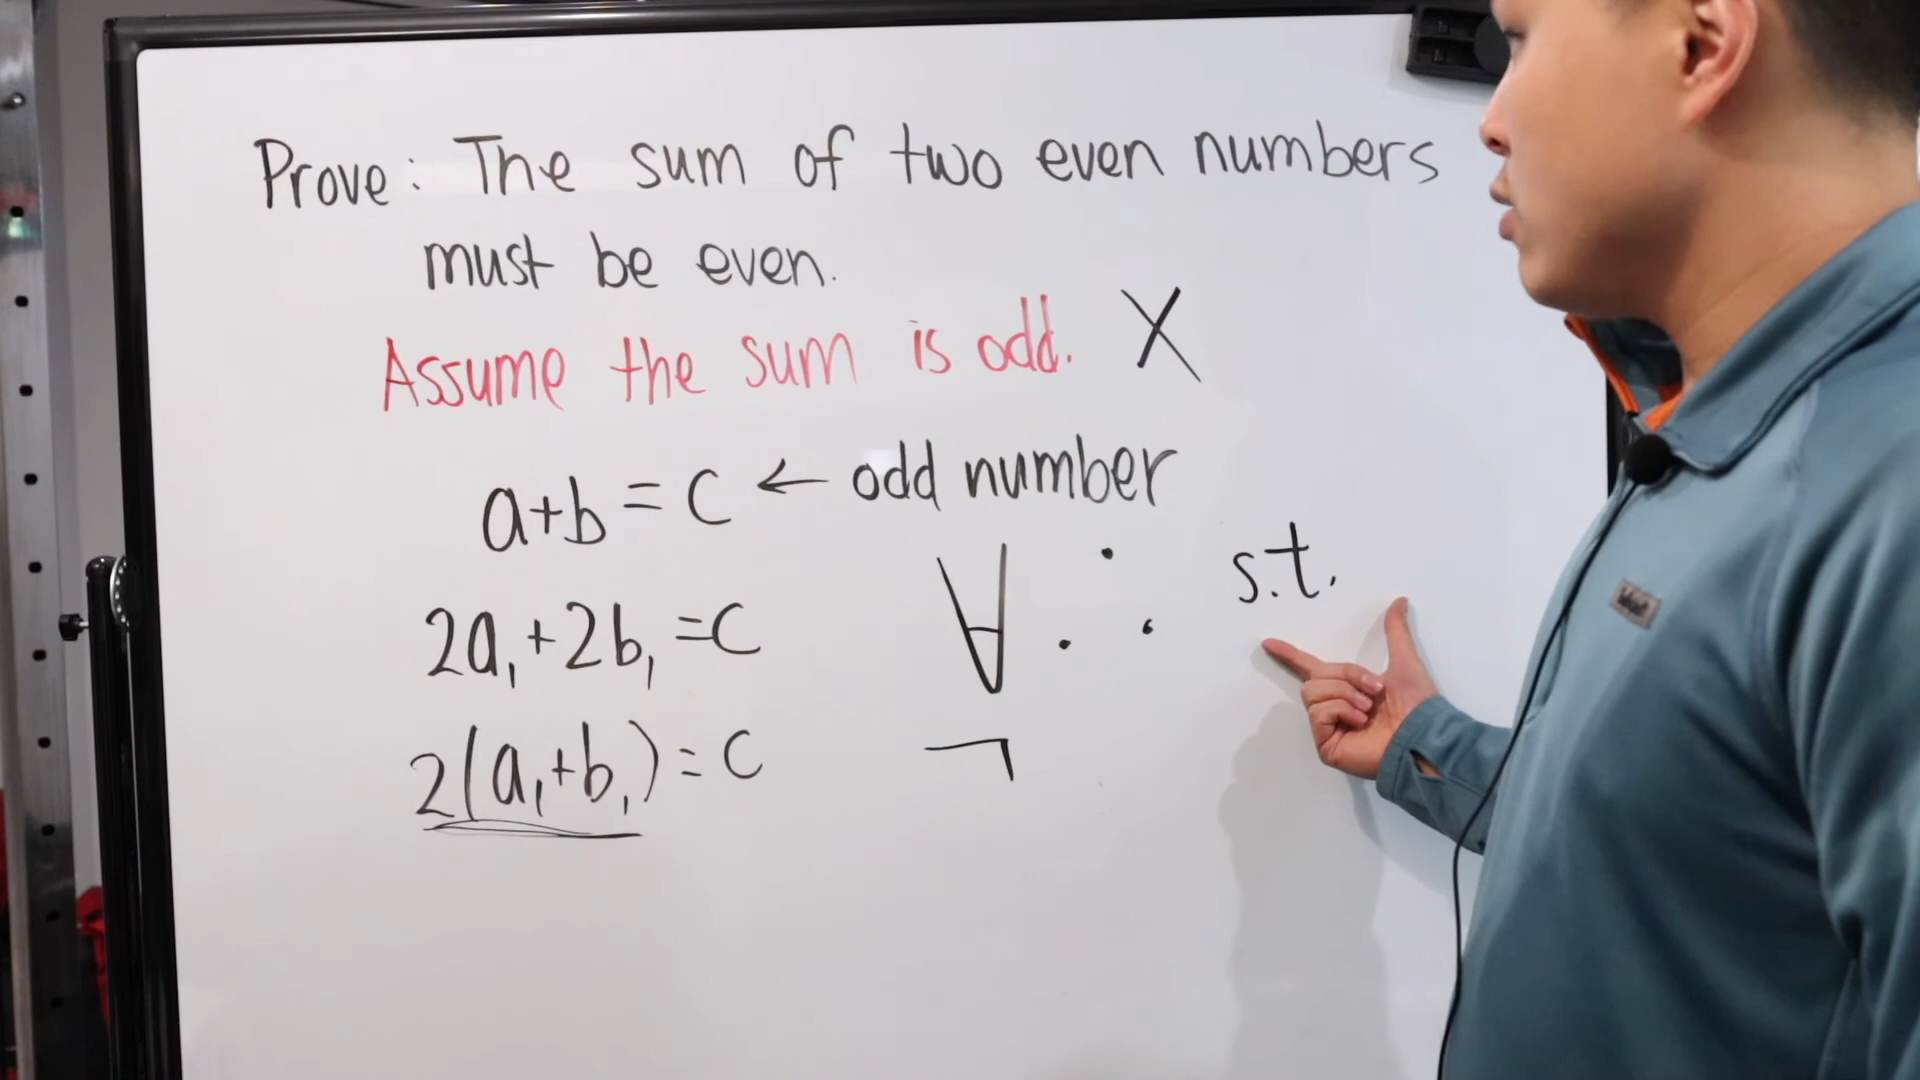 Prove: The sum of two even numbers
must be even.
Assume the sum is odd. X
a+b = C ← odd number
2a₁+2b₁ = C
∀ ∴ s.t.
2(a₁+b₁) = C
¬